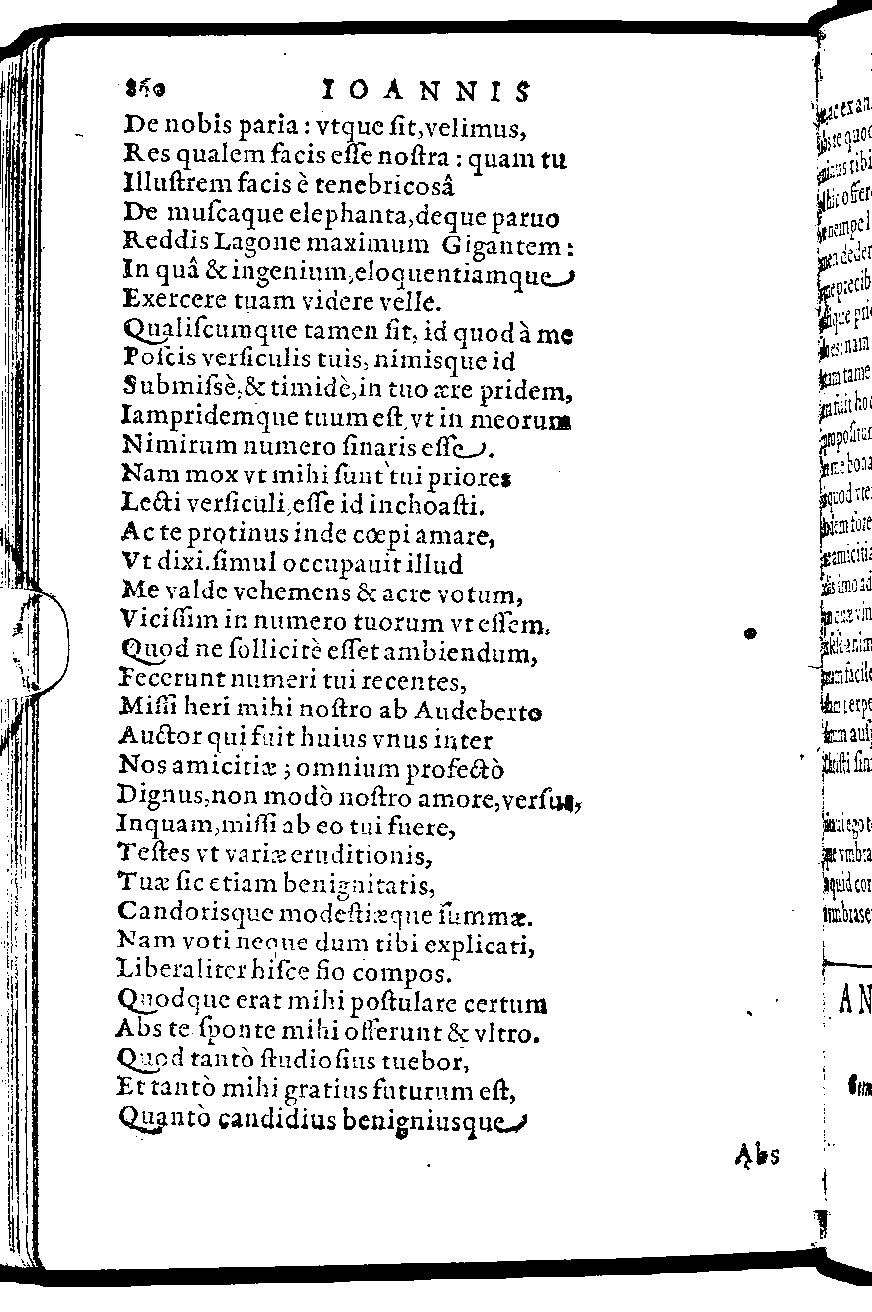 860 IOANNIS
De nobis paria : vtque ſit, velimus,
Res qualem facis eſſe noſtra : quam tu
Illuſtrem facis è tenebricosâ
De muſcaque elephanta, deque paruo
Reddis Lagone maximum Gigantem :
In quâ & ingenium, eloquentiamque
Exercere tuam videre velle.
Qualiſcumque tamen ſit, id quod à me
Poſcis verſiculis tuis, nimisque id
Submiſsè, & timidè, in tuo ære pridem,
Iampridemque tuum eſt, vt in meorum
Nimirum numero ſinaris eſſe.
Nam mox vt mihi ſunt tui priores
Lecti verſiculi, eſſe id inchoaſti.
Ac te protinus inde cœpi amare,
Vt dixi. ſimul occupauit illud
Me valde vehemens & acre votum,
Viciſſim in numero tuorum vt eſſem.
Quod ne ſollicitè eſſet ambiendum,
Fecerunt numeri tui recentes,
Miſſi heri mihi noſtro ab Audeberto
Auctor qui fuit huius vnus inter
Nos amicitiæ ; omnium profectò
Dignus, non modò noſtro amore, verſus,
Inquam, miſſi ab eo tui fuere,
Teſtes vt variæ eruditionis,
Tuæ ſic etiam benignitatis,
Candorisque modeſtiæque ſummæ.
Nam voti neque dum tibi explicati,
Liberaliter hiſce fio compos.
Quodque erat mihi poſtulare certum
Abs te ſponte mihi offerunt & vltro.
Quod tantò ſtudioſius tuebor,
Et tantò mihi gratius futurum eſt,
Quantò candidius benigniusque
Abs